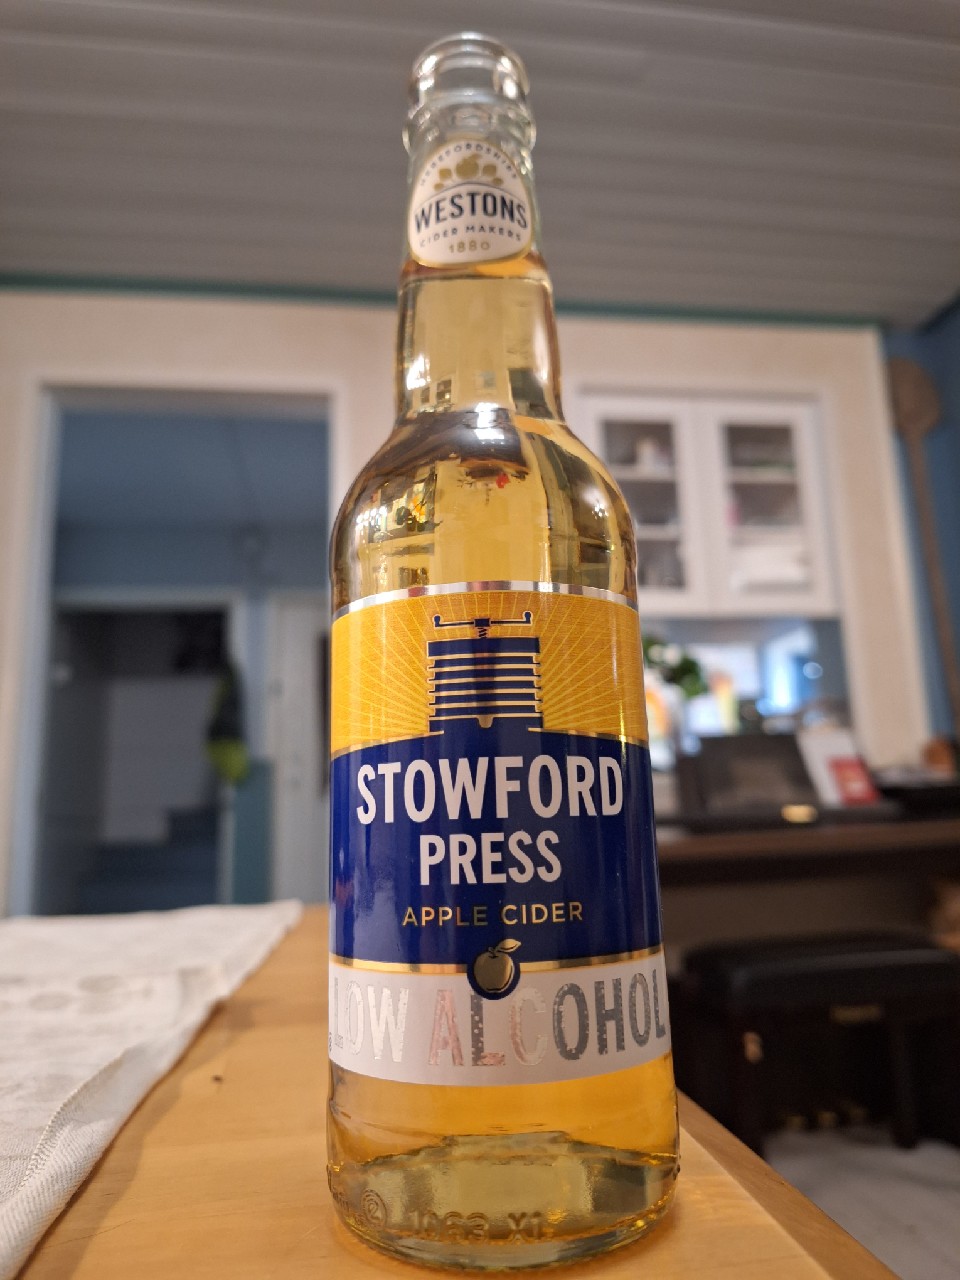 HEREFORDSHIRE
WESTONS
CIDER MAKERS
1880
STOWFORD
PRESS
APPLE CIDER
LOW ALCOHOL